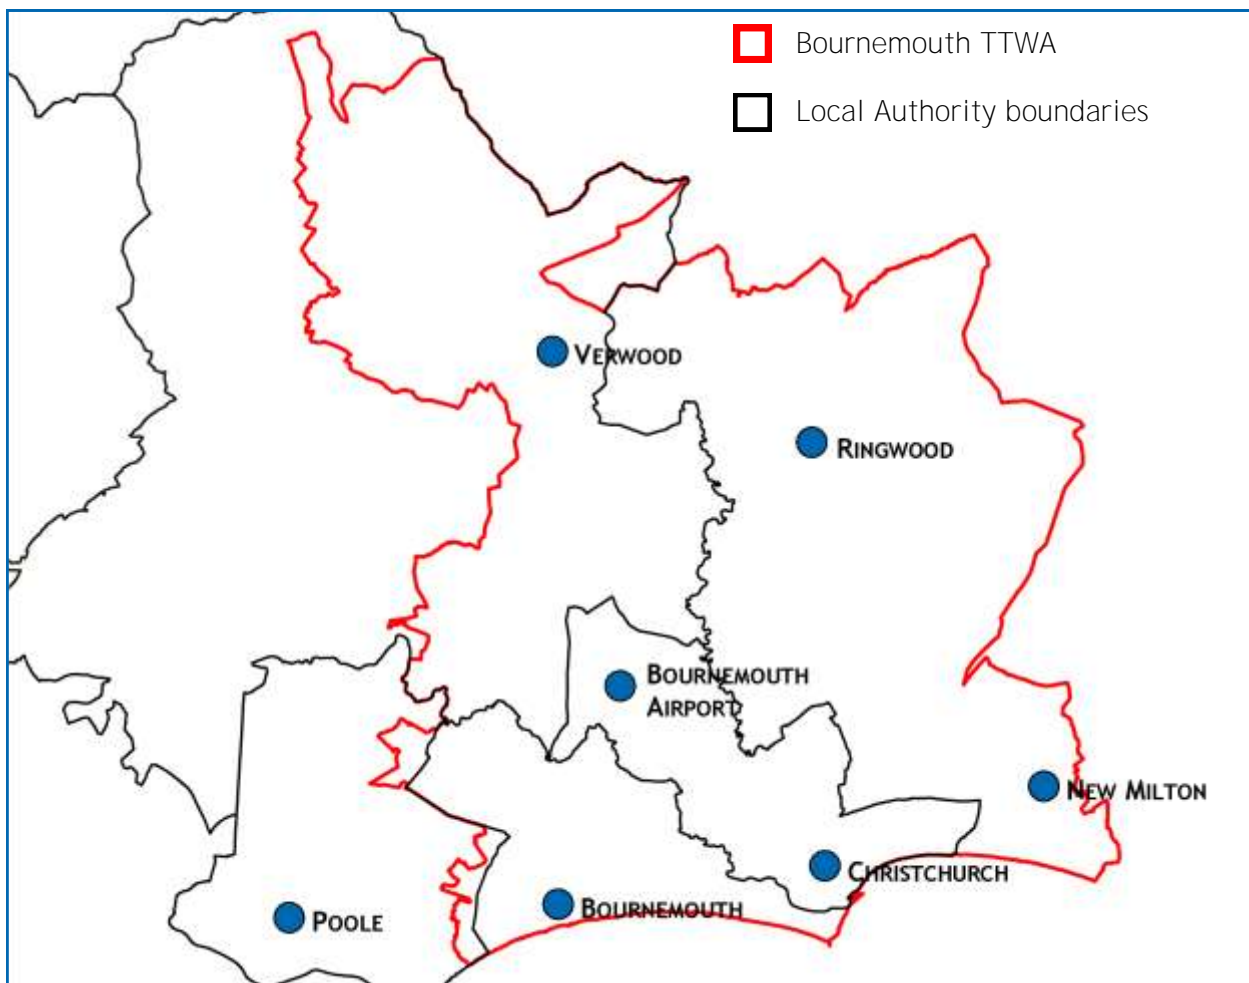 Bournemouth TTWA
Local Authority boundaries
VERWOOD
RINGWOOD
BOURNEMOUTH
AIRPORT
NEW MILTON
CHRISTCHURCH
BOURNEMOUTH
POOLE